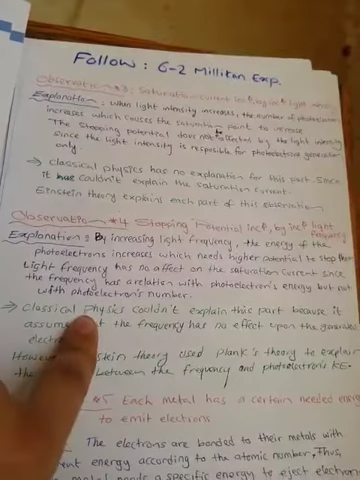 Follow : 6-2 Millikan Exp.
Observation #3 : Saturation current inc↑ by inc↑ light intensity
Explanation : When light intensity increases, the number of photoelectrons
increases which causes the saturation point to increase
The stopping potential does not be affected by the light intensity
since the light intensity is resposible for photoelectrons generation
only.
→ Classical physics has no explanation for this part since
it has couldn't explain the saturation current.
Einstein theory explains each part of this observation
Observation #4 Stopping Potential inc↑ by inc↑ light
frequency
Explanation : By increasing light frequency, the energy of the
photoelectrons increases which needs higher potential to stop them
Light frequency has no affect on the saturation current since
the frequency has a relation with photoelectron's energy but not
with photoelectron's number.
→ Classical Physics couldn't explain this part because it
assume the frequency has no effect upon the generated
However theory used Plank's theory to explain
the between the frequency and photoelectron's KE.
#5 Each metal has a certain needed energy
to emit electrons
The electrons are bonded to their metals with
energy according to the atomic number, Thus,
needs a specific energy to eject electron